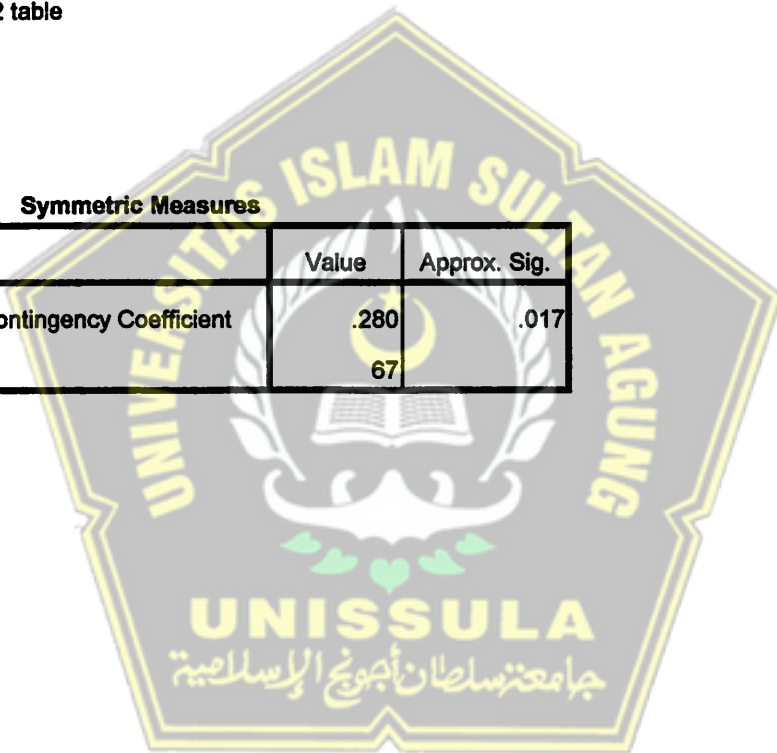 2 table
Symmetric Measures
Value Approx. Sig.
ontingency Coefficient .280 .017
67
UNIVERSITAS ISLAM SULTAN AGUNG
UNISSULA
جامعتنسلطان أجونج الإسلامية